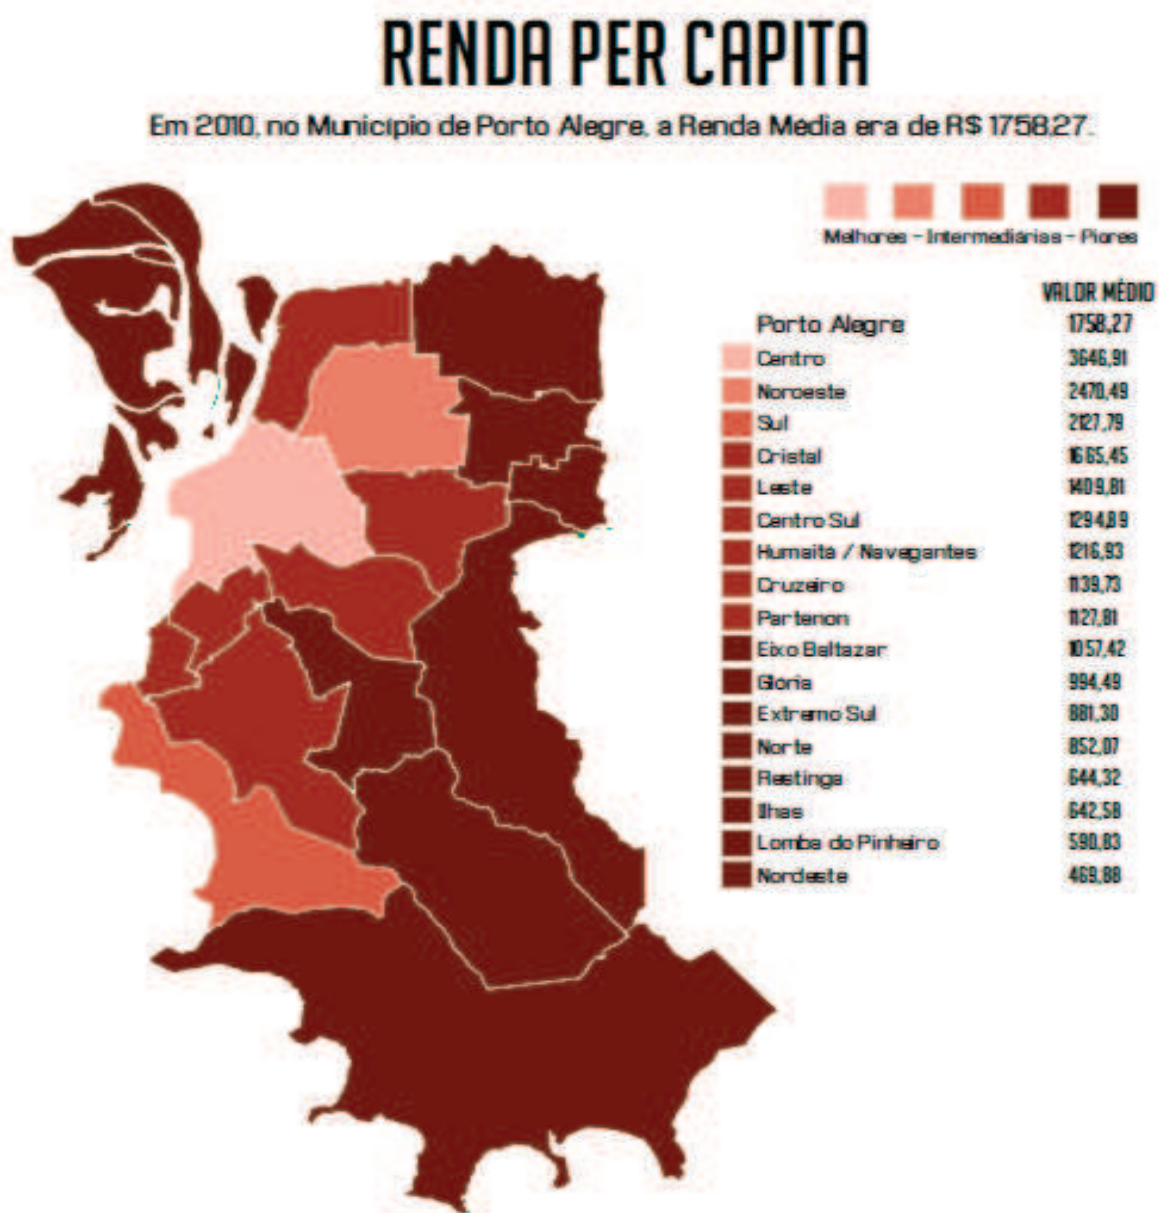 RENDA PER CAPITA
Em 2010, no Município de Porto Alegre, a Renda Média era de R$ 1758,27.
Melhores - Intermediárias - Piores
VALOR MÉDIO
Porto Alegre 1758,27
Centro 3646,91
Noroeste 2470,49
Sul 2127,79
Cristal 1665,45
Leste 1409,81
Centro Sul 1294,89
Humaitá / Navegantes 1216,93
Cruzeiro 1139,73
Partenon 1127,81
Eixo Baltazar 1057,42
Glória 994,49
Extremo Sul 881,30
Norte 852,07
Restinga 644,32
Ilhas 642,58
Lomba do Pinheiro 590,83
Nordeste 469,88